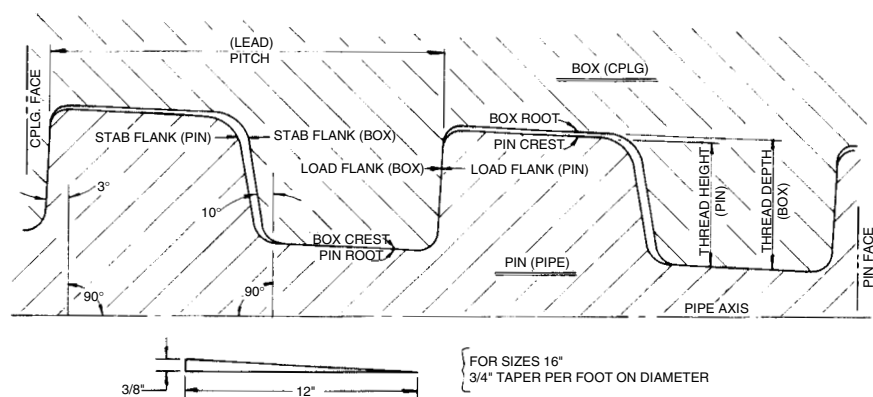 (LEAD)
PITCH
BOX (CPLG)
CPLG. FACE
BOX ROOT
STAB FLANK (PIN)
STAB FLANK (BOX)
PIN CREST
LOAD FLANK (BOX)
LOAD FLANK (PIN)
THREAD HEIGHT
(PIN)
THREAD DEPTH
(BOX)
3°
10°
BOX CREST
PIN ROOT
PIN (PIPE)
PIN FACE
90°
90°
PIPE AXIS
3/8"
12"
FOR SIZES 16"
3/4" TAPER PER FOOT ON DIAMETER